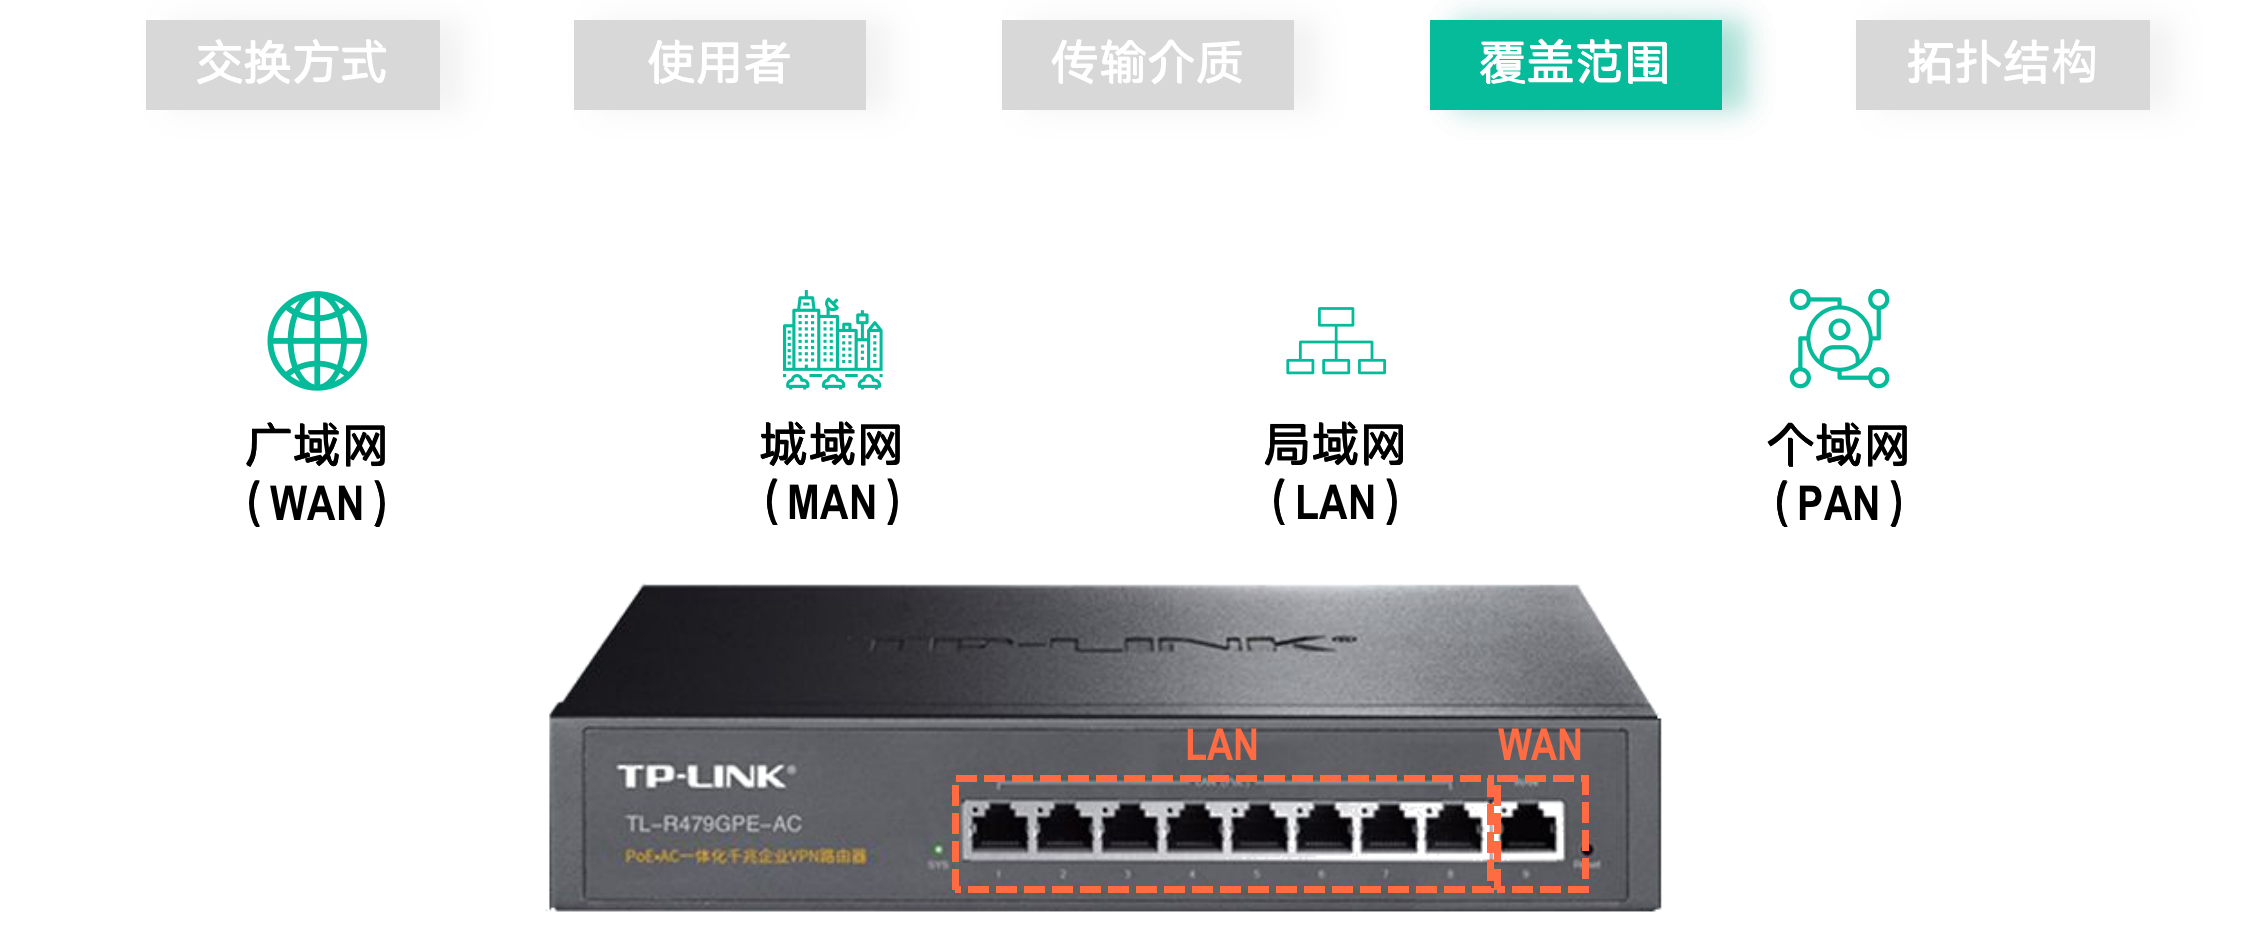 交换方式
使用者
传输介质
覆盖范围
拓扑结构
广域网
(WAN)
城域网
(MAN)
局域网
(LAN)
个域网
(PAN)
TP-LINK®
LAN
WAN
TP-LINK®
TL-R479GPE-AC
PoE·AC一体化千兆企业VPN路由器
SYS
1 2 3 4 5 6 7 8 9
Reset